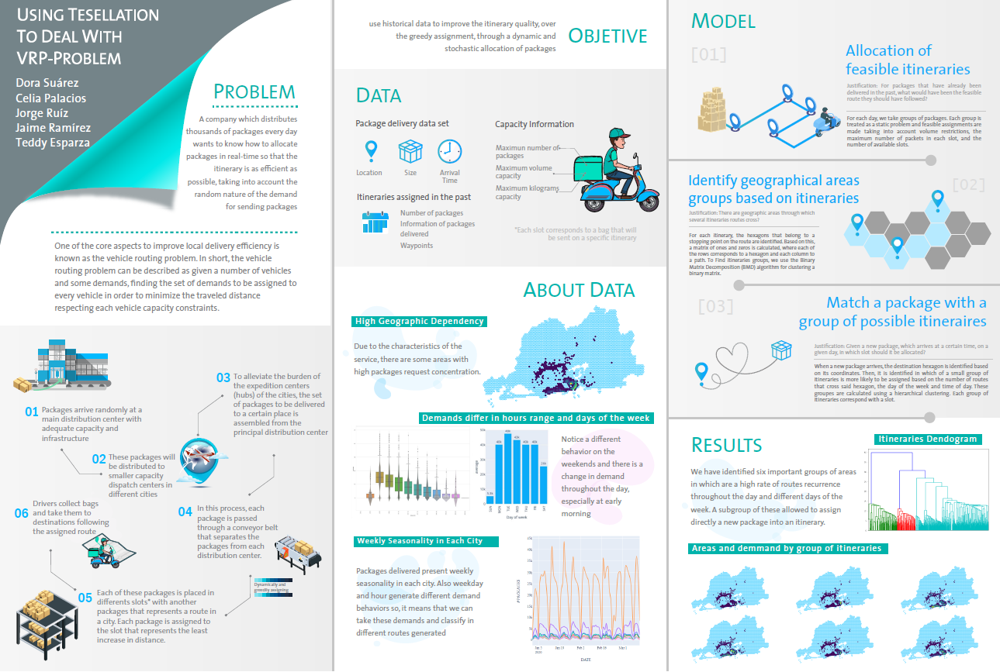 USING TESELLATION
TO DEAL WITH
VRP-PROBLEM
Dora Suárez
Celia Palacios
Jorge Ruíz
Jaime Ramírez
Teddy Esparza
PROBLEM
A company which distributes
thousands of packages every day
wants to know how to allocate
packages in real-time so that the
itinerary is as efficient as
possible, taking into account the
random nature of the demand
for sending packages
One of the core aspects to improve local delivery efficiency is
known as the vehicle routing problem. In short, the vehicle
routing problem can be described as given a number of vehicles
and some demands, finding the set of demands to be assigned to
every vehicle in order to minimize the traveled distance
respecting each vehicle capacity constraints.
01 Packages arrive randomly at a
main distribution center with
adequate capacity and
infrastructure
02 These packages will
be distributed to
smaller capacity
dispatch centers in
different cities
03 To alleviate the burden of
the expedition centers
(hubs) of the cities, the set
of packages to be delivered
to a certain place is
assembled from the
principal distribution center
04 In this process, each
package is passed
through a conveyor belt
that separates the
packages from each
distribution center.
Dynamically and
greedily assigning
05 Each of these packages is placed in
differents slots* with another
packages that represents a route in
a city. Each package is assigned to
the slot that represents the least
increase in distance.
06 Drivers collect bags
and take them to
destinations following
the assigned route
use historical data to improve the itinerary quality, over
the greedy assignment, through a dynamic and
stochastic allocation of packages
OBJETIVE
DATA
Package delivery data set
Location
Size
Arrival
Time
Itineraries assigned in the past
Number of packages
Information of packages
delivered
Waypoints
Capacity Information
Maximun number of
packages
Maximum volume
capacity
Maximum kilograms
capacity
*Each slot corresponds to a bag that will
be sent on a specific itinerary
ABOUT DATA
High Geographic Dependency
Due to the characteristics of the
service, there are some areas with
high packages request concentration.
Demands differ in hours range and days of the week
Day of week
Notice a different
behavior on the
weekends and there is a
change in demand
throughout the day,
especially at early
morning
Weekly Seasonality in Each City
Packages delivered present weekly
seasonality in each city. Also weekday
and hour generate different demand
behaviors so, it means that we can
take these demands and classify in
different routes generated
DATE
MODEL
[01]
Allocation of
feasible itineraries
Justification: For packages that have already been
delivered in the past, what would have been the feasible
route they should have followed?
For each day, we take groups of packages. Each group is
treated as a static problem and feasible assignments are
made taking into account volume restrictions, the
maximum number of packets in each slot, and the
number of available slots.
Identify geographical areas
groups based on itineraries
[02]
Justification: There are geographic areas through which
several itineraries routes cross?
For each itinerary, the hexagons that belong to a
stopping point on the route are identified. Based on this,
a matrix of ones and zeros is calculated, where each of
the rows corresponds to a hexagon and each column to
a path. To Find itineraries groups, we use the Binary
Matrix Decomposition (BMD) algorithm for clustering a
binary matrix.
[03]
Match a package with a
group of possible itineraires
Justification: Given a new package, which arrives at a certain time, on a
given day, in which slot should it be allocated?
When a new package arrives, the destination hexagon is identified based
on its coordinates. Then, it is identified in which of a small group of
itineraries is more likely to be assigned based on the number of routes
that cross said hexagon, the day of the week and time of day. These
groupes are calculated using a hierarchical clustering. Each group of
itineraries correspond with a slot.
RESULTS
We have identified six important groups of areas
in which are a high rate of routes recurrence
throughout the day and different days of the
week. A subgroup of these allowed to assign
directly a new package into an itinerary.
Itineraries Dendogram
Areas and demmand by group of itineraries